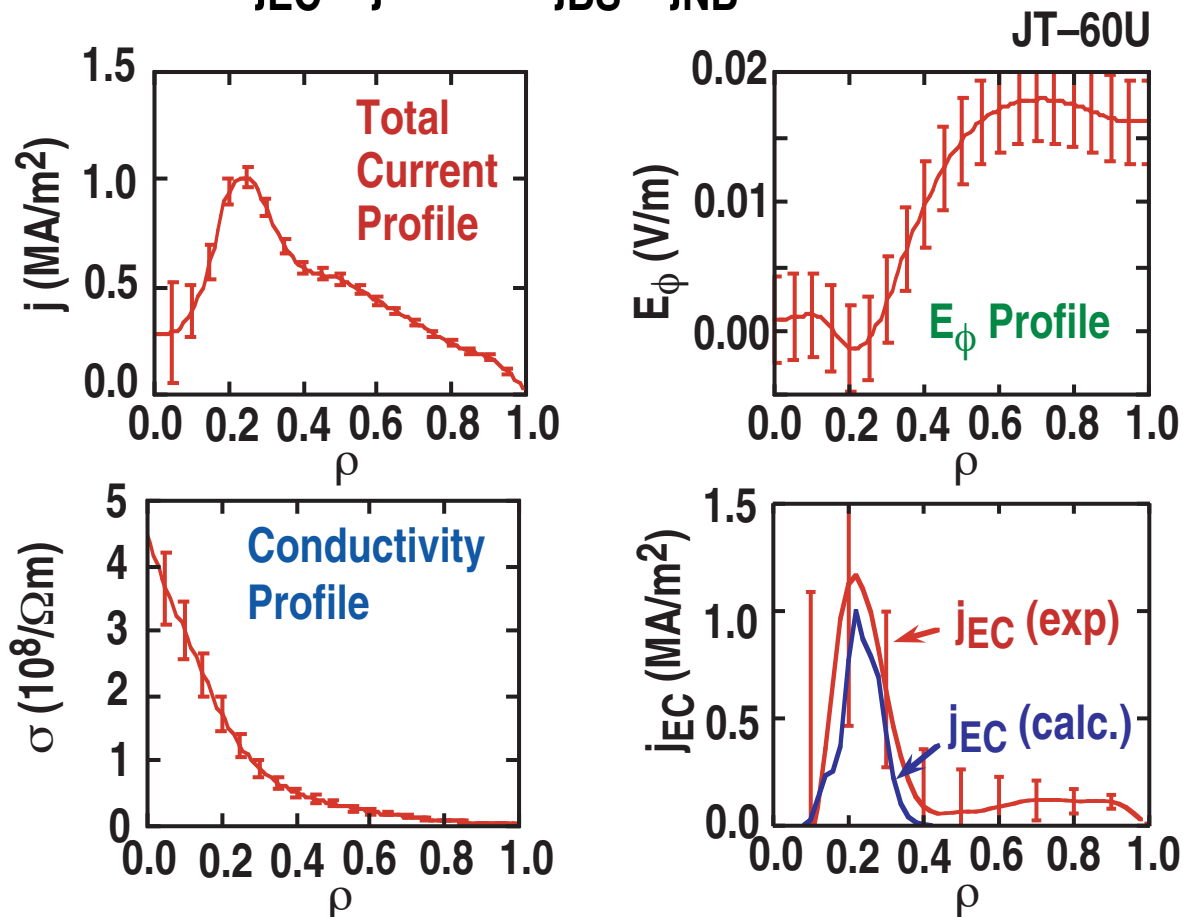 JT–60U
1.5
1.0
0.5
0.0
j (MA/m2)
Total
Current
Profile
0.0 0.2 0.4 0.6 0.8 1.0
ρ
0.02
0.01
0.00
Eϕ (V/m)
Eϕ Profile
0.0 0.2 0.4 0.6 0.8 1.0
ρ
5
4
3
2
1
0
σ (10⁸/Ωm)
Conductivity
Profile
0.0 0.2 0.4 0.6 0.8 1.0
ρ
1.5
1.0
0.5
0.0
jEC (MA/m2)
jEC (exp)
jEC (calc.)
0.0 0.2 0.4 0.6 0.8 1.0
ρ